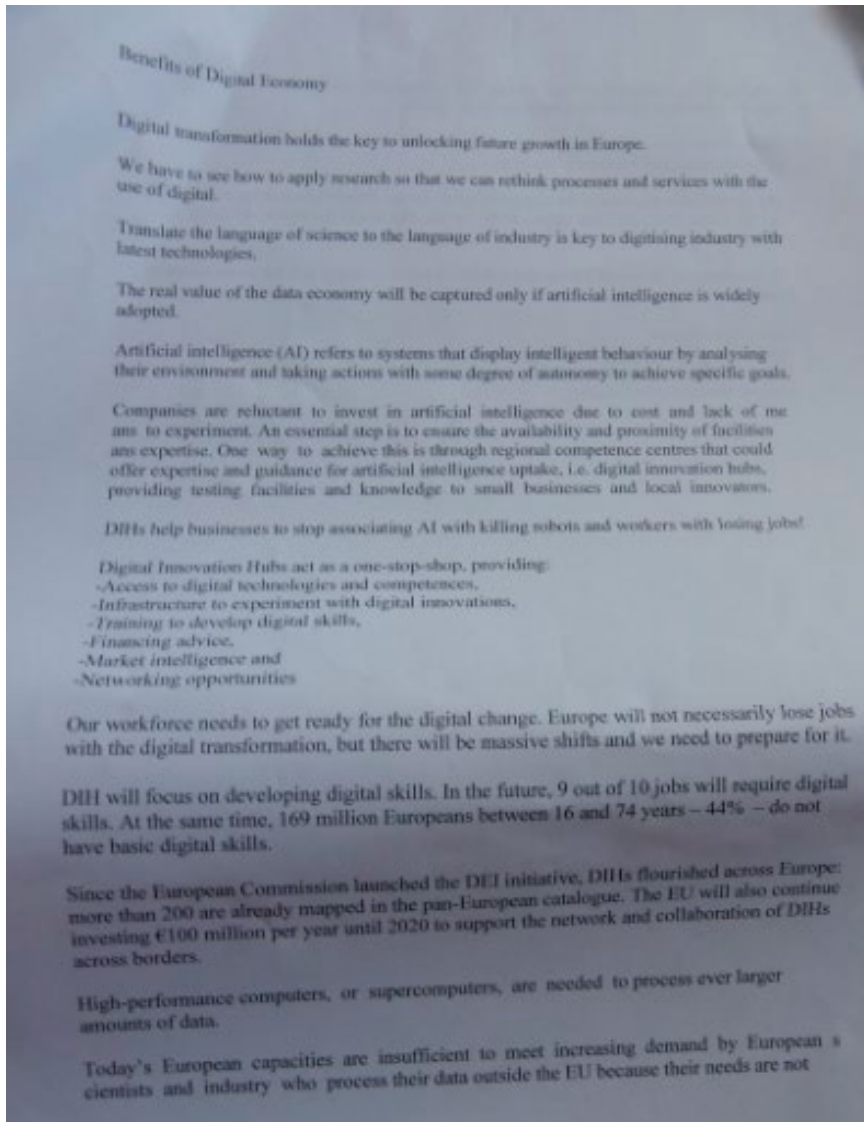 Benefits of Digital Economy
Digital transformation holds the key to unlocking future growth in Europe.
We have to see how to apply research so that we can rethink processes and services with the
use of digital.
Translate the language of science to the language of industry is key to digitising industry with
latest technologies.
The real value of the data economy will be captured only if artificial intelligence is widely
adopted.
Artificial intelligence (AI) refers to systems that display intelligent behaviour by analysing
their environment and taking actions with some degree of autonomy to achieve specific goals.
Companies are reluctant to invest in artificial intelligence due to cost and lack of me
ans to experiment. An essential step is to ensure the availability and proximity of facilities
ans expertise. One way to achieve this is through regional competence centres that could
offer expertise and guidance for artificial intelligence uptake, i.e. digital innovation hubs,
providing testing facilities and knowledge to small businesses and local innovators.
DIHs help businesses to stop associating AI with killing robots and workers with losing jobs!
Digital Innovation Hubs act as a one-stop-shop, providing:
-Access to digital technologies and competences,
-Infrastructure to experiment with digital innovations,
-Training to develop digital skills,
-Financing advice,
-Market intelligence and
-Networking opportunities
Our workforce needs to get ready for the digital change. Europe will not necessarily lose jobs
with the digital transformation, but there will be massive shifts and we need to prepare for it.
DIH will focus on developing digital skills. In the future, 9 out of 10 jobs will require digital
skills. At the same time, 169 million Europeans between 16 and 74 years – 44% – do not
have basic digital skills.
Since the European Commission launched the DEI initiative, DIHs flourished across Europe:
more than 200 are already mapped in the pan-European catalogue. The EU will also continue
investing €100 million per year until 2020 to support the network and collaboration of DIHs
across borders.
High-performance computers, or supercomputers, are needed to process ever larger
amounts of data.
Today's European capacities are insufficient to meet increasing demand by European s
cientists and industry who process their data outside the EU because their needs are not